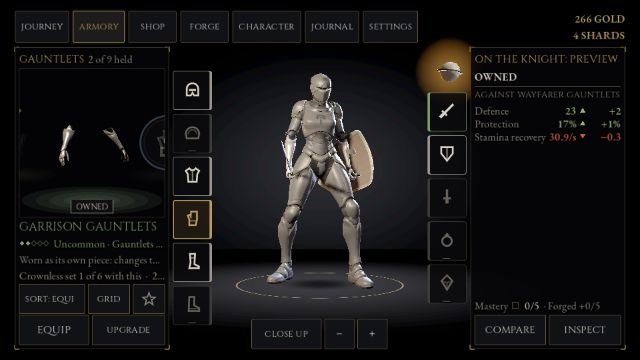 JOURNEY
ARMORY
SHOP
FORGE
CHARACTER
JOURNAL
SETTINGS
266 GOLD
4 SHARDS
GAUNTLETS 2 of 9 held
OWNED
GARRISON GAUNTLETS
Uncommon · Gauntlets ...
Worn as its own piece: changes t...
Crownless set 1 of 6 with this · 2...
SORT: EQUI
GRID
EQUIP
UPGRADE
CLOSE UP
−
+
ON THE KNIGHT: PREVIEW
OWNED
AGAINST WAYFARER GAUNTLETS
Defence 23 ▲ +2
Protection 17% ▲ +1%
Stamina recovery 30.9/s ▼ −0.3
Mastery □ 0/5 · Forged +0/5
COMPARE
INSPECT